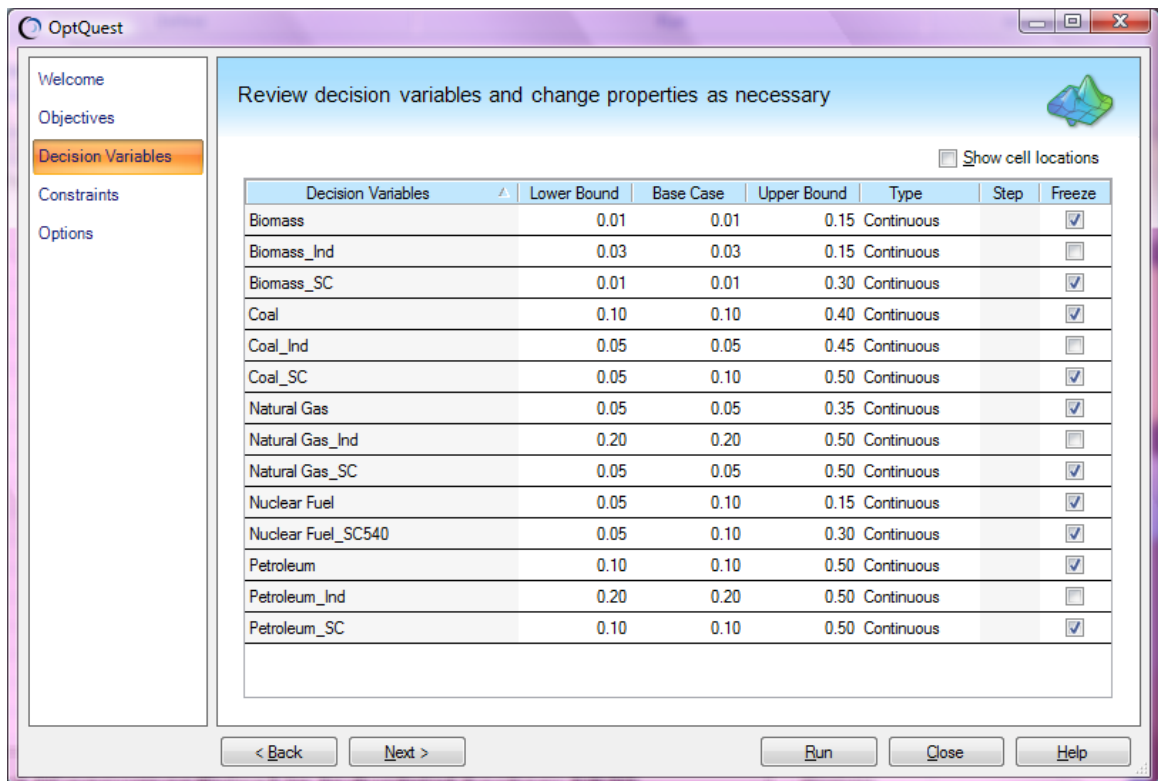 OptQuest
Welcome
Objectives
Decision Variables
Constraints
Options
Review decision variables and change properties as necessary
Show cell locations
Decision Variables Lower Bound Base Case Upper Bound Type Step Freeze
Biomass 0.01 0.01 0.15 Continuous
Biomass_Ind 0.03 0.03 0.15 Continuous
Biomass_SC 0.01 0.01 0.30 Continuous
Coal 0.10 0.10 0.40 Continuous
Coal_Ind 0.05 0.05 0.45 Continuous
Coal_SC 0.05 0.10 0.50 Continuous
Natural Gas 0.05 0.05 0.35 Continuous
Natural Gas_Ind 0.20 0.20 0.50 Continuous
Natural Gas_SC 0.05 0.05 0.50 Continuous
Nuclear Fuel 0.05 0.10 0.15 Continuous
Nuclear Fuel_SC540 0.05 0.10 0.30 Continuous
Petroleum 0.10 0.10 0.50 Continuous
Petroleum_Ind 0.20 0.20 0.50 Continuous
Petroleum_SC 0.10 0.10 0.50 Continuous
< Back Next > Run Close Help